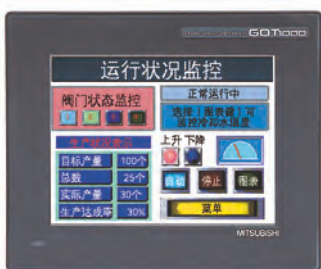 GOT1000
运行状况监控
阀门状态监控
正常运行中
选择「图表键」可
监控冷却水温度
生产状况显示
上升 下降
目标产量 100个
总数 25个
实际产量 30个
生产达成率 30%
启动 停止 图表
菜单
MITSUBISHI